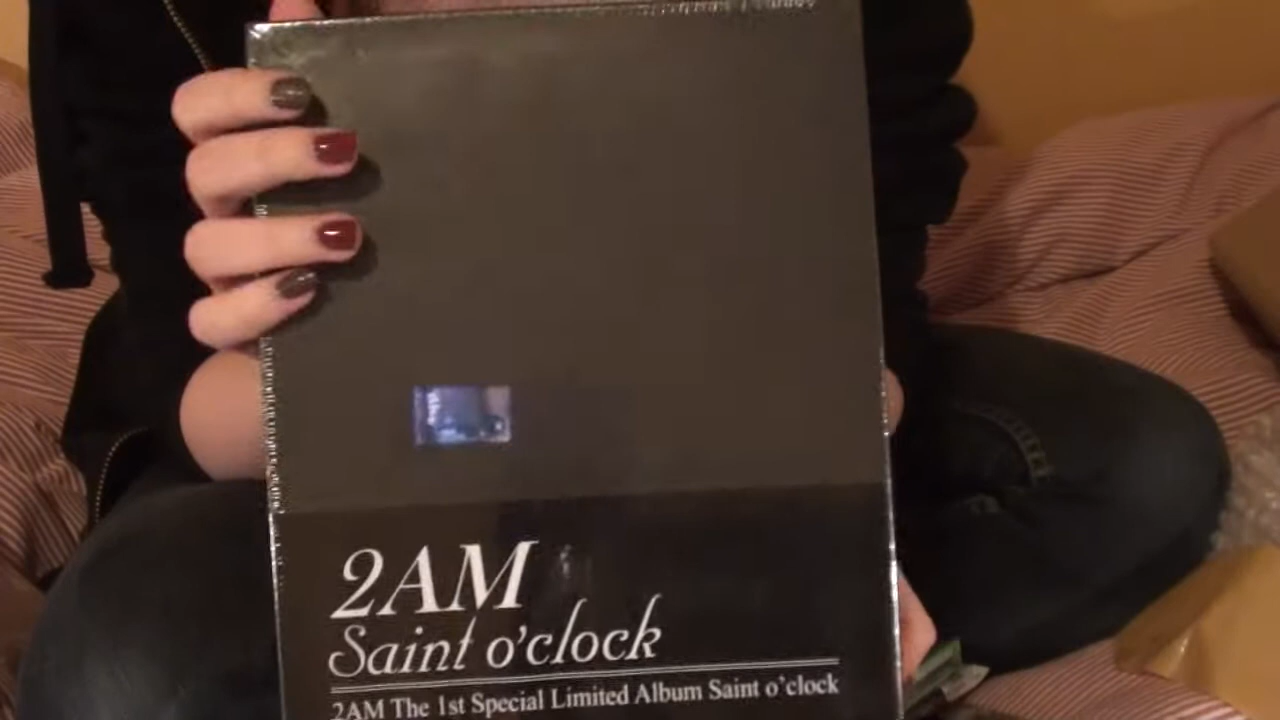 2AM
Saint o'clock
2AM The 1st Special Limited Album Saint o'clock